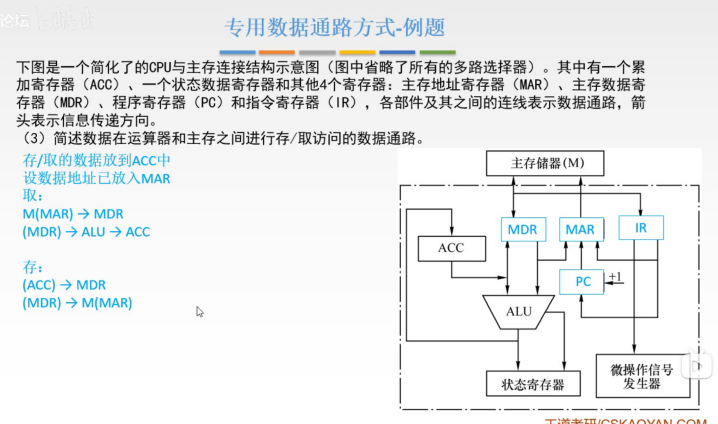 专用数据通路方式-例题
下图是一个简化了的CPU与主存连接结构示意图（图中省略了所有的多路选择器）。其中有一个累
加寄存器（ACC）、一个状态数据寄存器和其他4个寄存器：主存地址寄存器（MAR）、主存数据寄
存器（MDR）、程序寄存器（PC）和指令寄存器（IR），各部件及其之间的连线表示数据通路，箭
头表示信息传递方向。
（3）简述数据在运算器和主存之间进行存/取访问的数据通路。
存/取的数据放到ACC中
设数据地址已放入MAR
取：
M(MAR) → MDR
(MDR) → ALU → ACC
存：
(ACC) → MDR
(MDR) → M(MAR)
主存储器(M)
MDR
MAR
IR
ACC
PC
+1
ALU
状态寄存器
微操作信号
发生器
王道考研/CSKAOYAN.COM